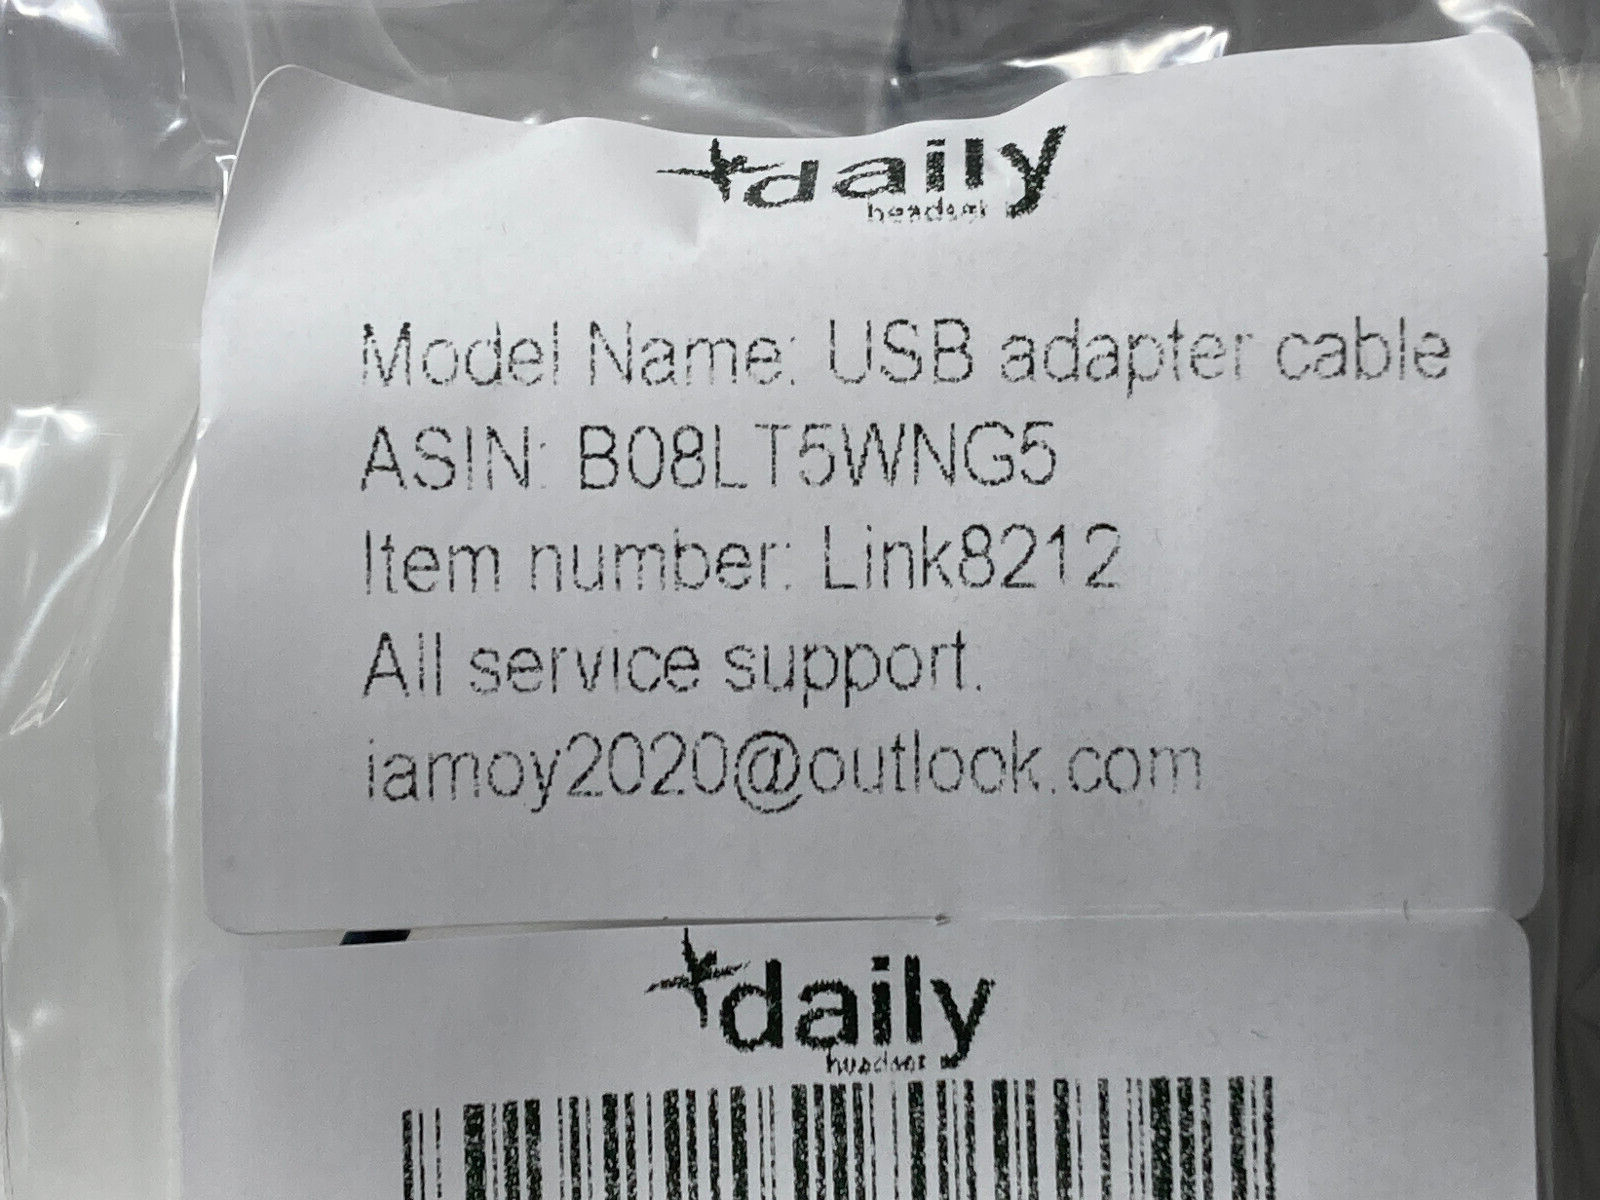 daily
headset
Model Name: USB adapter cable
ASIN: B08LT5WNG5
Item number: Link8212
All service support.
iamoy2020@outlook.com
daily
headset